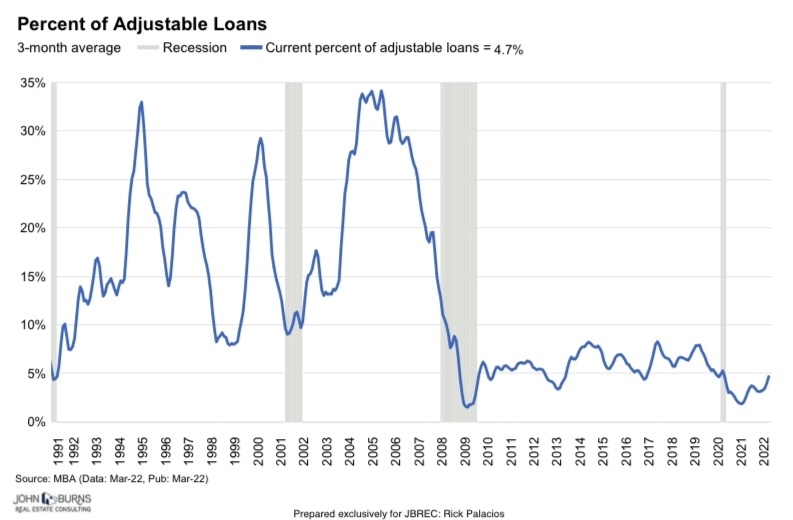 Percent of Adjustable Loans
3-month average Recession Current percent of adjustable loans = 4.7%
35%
30%
25%
20%
15%
10%
5%
0%
1991 1992 1993 1994 1995 1996 1997 1998 1999 2000 2001 2002 2003 2004 2005 2006 2007 2008 2009 2010 2011 2012 2013 2014 2015 2016 2017 2018 2019 2020 2021 2022
Source: MBA (Data: Mar-22, Pub: Mar-22)
JOHN BURNS
REAL ESTATE CONSULTING
Prepared exclusively for JBREC: Rick Palacios